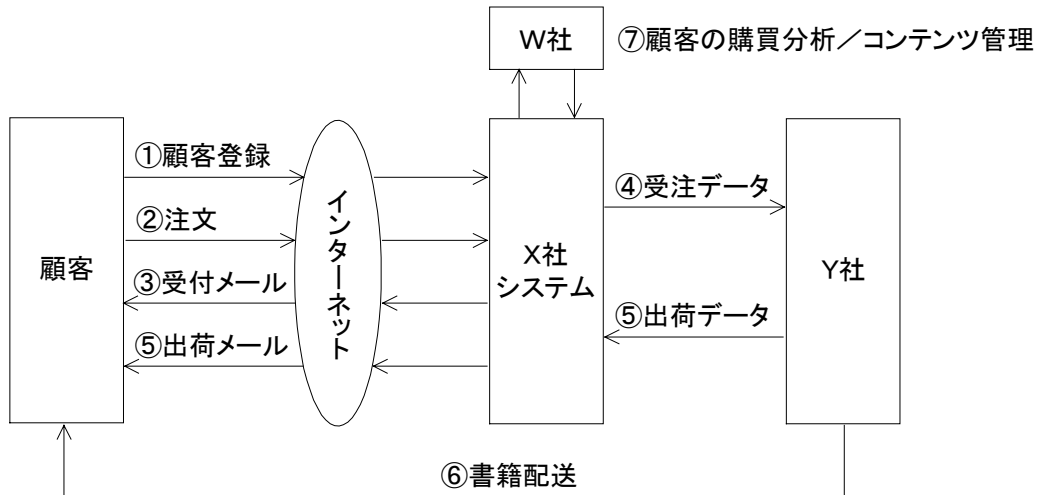 W社
⑦顧客の購買分析／コンテンツ管理
①顧客登録
②注文
③受付メール
⑤出荷メール
顧客
インターネット
X社
システム
④受注データ
⑤出荷データ
Y社
⑥書籍配送